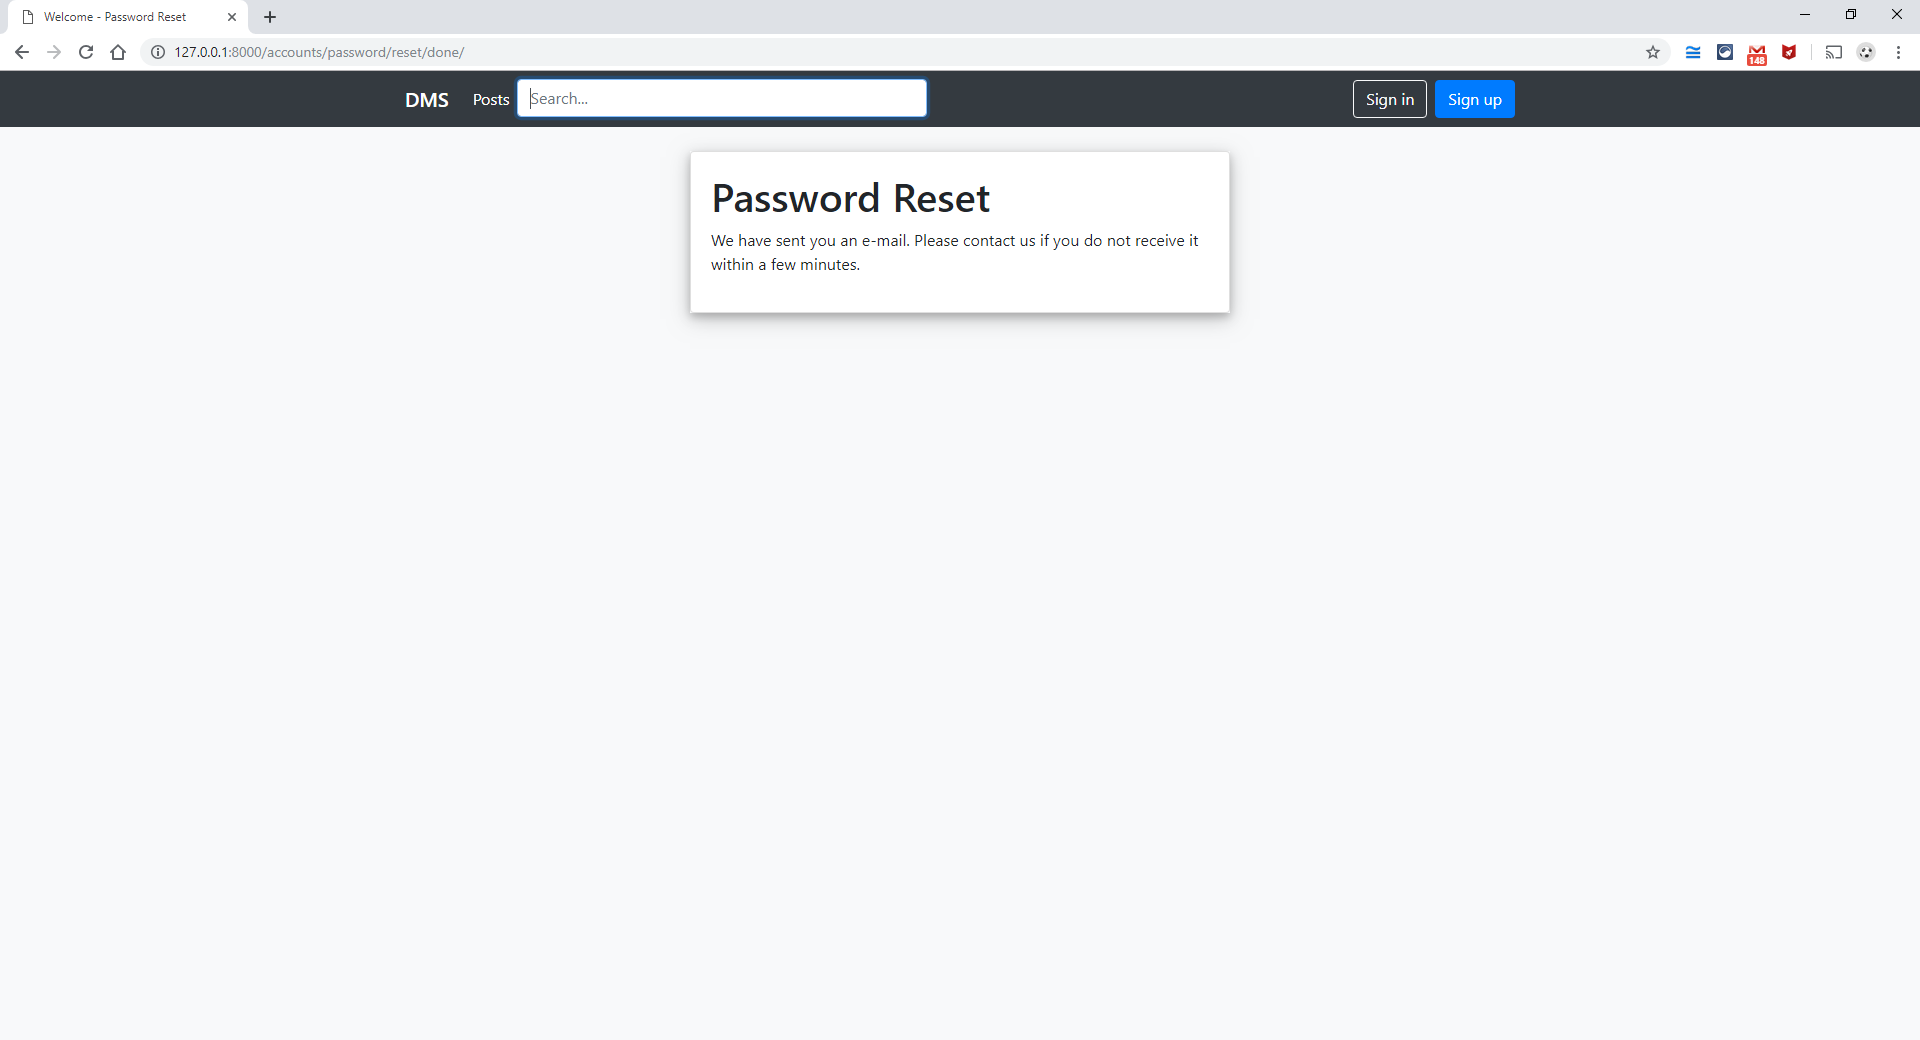 Welcome - Password Reset
127.0.0.1:8000/accounts/password/reset/done/
148
DMS Posts Search... Sign in Sign up
Password Reset
We have sent you an e-mail. Please contact us if you do not receive it
within a few minutes.